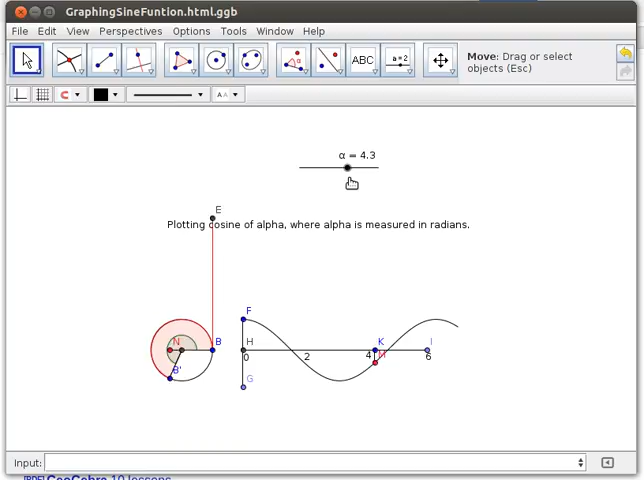 GraphingSineFuntion.html.ggb
File Edit View Perspectives Options Tools Window Help
ABC
a=2
Move: Drag or select
objects (Esc)
A A
α = 4.3
E
Plotting cosine of alpha, where alpha is measured in radians.
F
N B H K M I
0 2 4 6
B'
G
Input:
GeoGebra 10 lessons